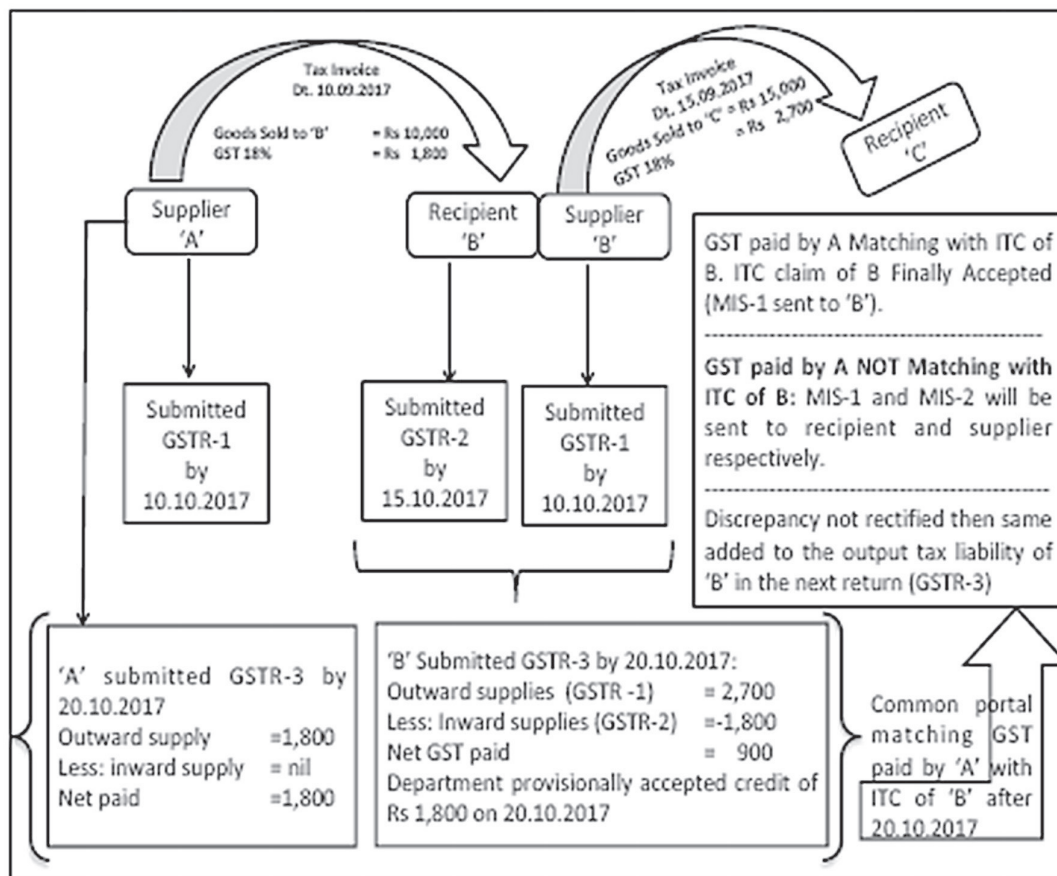 Tax Invoice
Dt. 10.09.2017
Goods Sold to 'B' = Rs 10,000
GST 18% = Rs 1,800
Tax Invoice
Dt. 15.09.2017
Goods Sold to 'C' = Rs 15,000
GST 18% = Rs 2,700
Recipient
'C'
Supplier
'A'
Recipient
'B'
Supplier
'B'
GST paid by A Matching with ITC of
B. ITC claim of B Finally Accepted
(MIS-1 sent to 'B').
GST paid by A NOT Matching with
ITC of B: MIS-1 and MIS-2 will be
sent to recipient and supplier
respectively.
Discrepancy not rectified then same
added to the output tax liability of
'B' in the next return (GSTR-3)
Submitted
GSTR-1
by
10.10.2017
Submitted
GSTR-2
by
15.10.2017
Submitted
GSTR-1
by
10.10.2017
'A' submitted GSTR-3 by
20.10.2017
Outward supply =1,800
Less: inward supply = nil
Net paid =1,800
'B' Submitted GSTR-3 by 20.10.2017:
Outward supplies (GSTR -1) = 2,700
Less: Inward supplies (GSTR-2) =-1,800
Net GST paid = 900
Department provisionally accepted credit of
Rs 1,800 on 20.10.2017
Common portal
matching GST
paid by 'A' with
ITC of 'B' after
20.10.2017